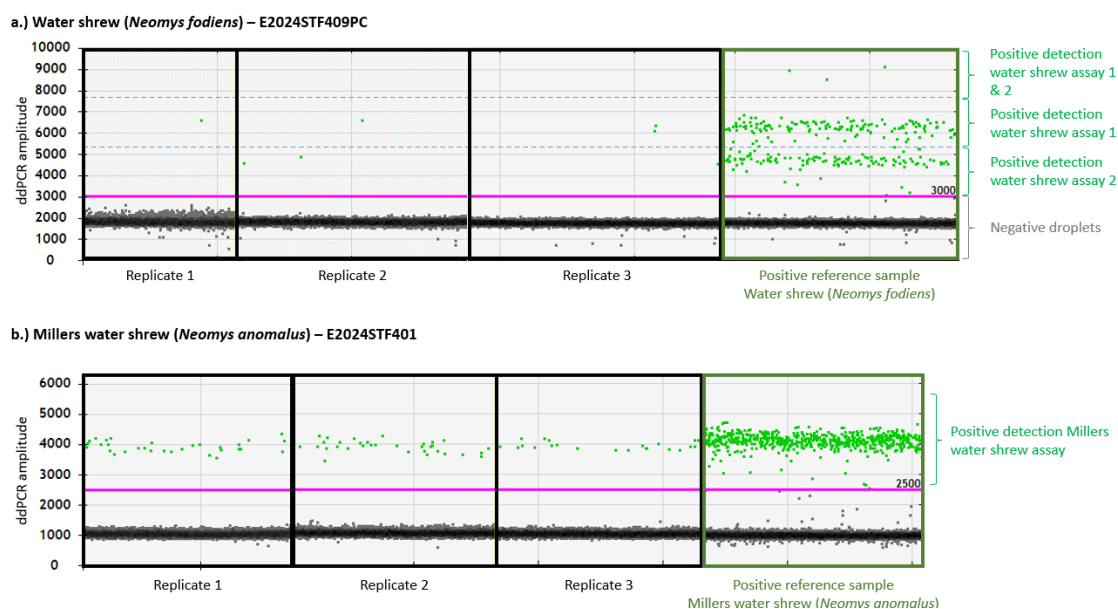 a.) Water shrew (Neomys fodiens) – E2024STF409PC
10000
9000
8000
7000
6000
5000
4000
3000
2000
1000
0
ddPCR amplitude
3000
Positive detection
water shrew assay 1
& 2
Positive detection
water shrew assay 1
Positive detection
water shrew assay 2
Negative droplets
Replicate 1
Replicate 2
Replicate 3
Positive reference sample
Water shrew (Neomys fodiens)
b.) Millers water shrew (Neomys anomalus) – E2024STF401
6000
5000
4000
3000
2000
1000
0
ddPCR amplitude
2500
Positive detection Millers
water shrew assay
Replicate 1
Replicate 2
Replicate 3
Positive reference sample
Millers water shrew (Neomys anomalus)